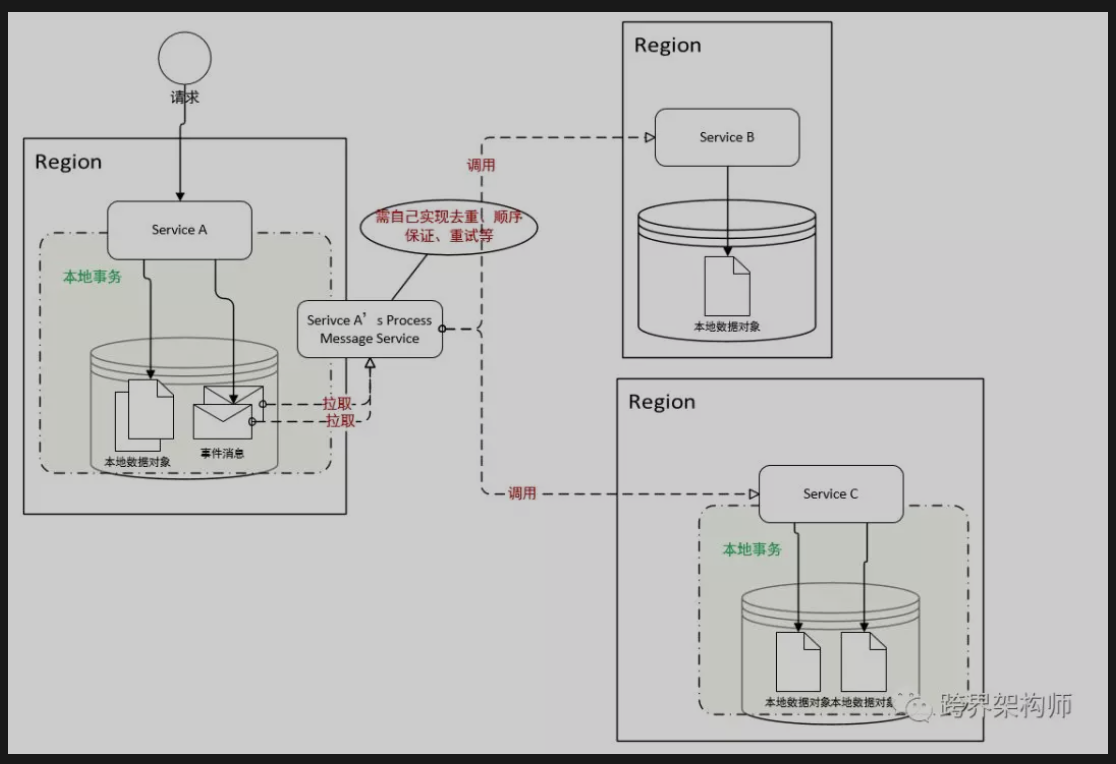 请求
Region
Service A
本地事务
本地数据对象
事件消息
拉取
拉取
Serivce A’s Process
Message Service
需自己实现去重、顺序
保证、重试等
调用
调用
Region
Service B
本地数据对象
Region
Service C
本地事务
本地数据对象本地数据对象
跨界架构师